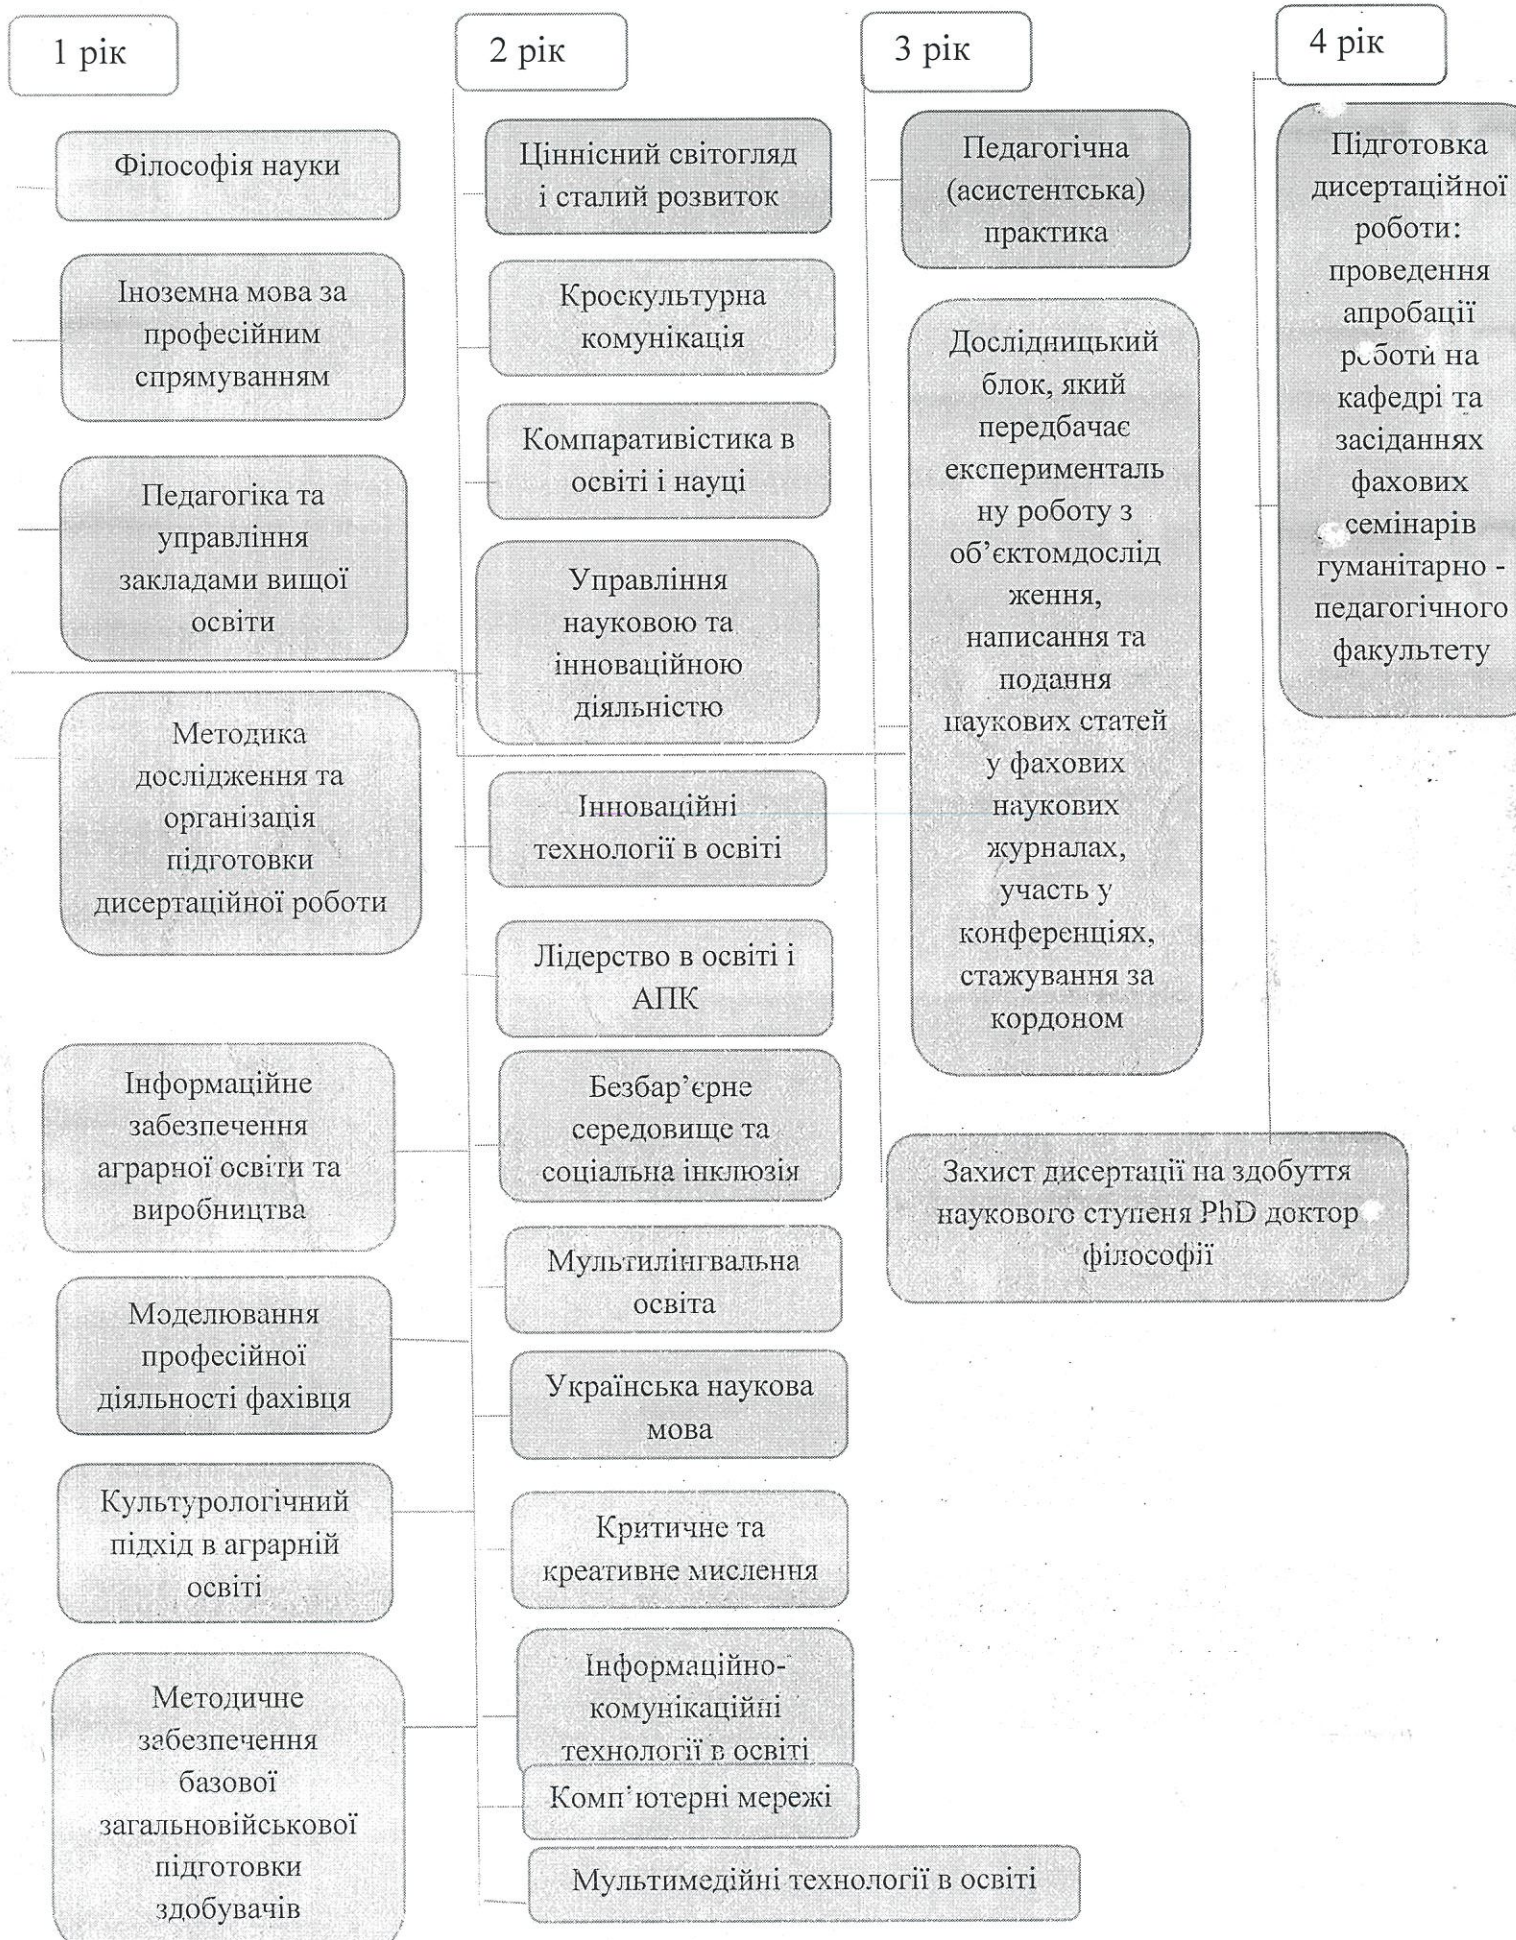 1 рік
Філософія науки
Іноземна мова за
професійним
спрямуванням
Педагогіка та
управління
закладами вищої
освіти
Методика
дослідження та
організація
підготовки
дисертаційної роботи
Інформаційне
забезпечення
аграрної освіти та
виробництва
Моделювання
професійної
діяльності фахівця
Культурологічний
підхід в аграрній
освіті
Методичне
забезпечення
базової
загальновійськової
підготовки
здобувачів
2 рік
Ціннісний світогляд
і сталий розвиток
Кроскультурна
комунікація
Компаративістика в
освіті і науці
Управління
науковою та
інноваційною
діяльністю
Інноваційні
технології в освіті
Лідерство в освіті і
АПК
Безбар’єрне
середовище та
соціальна інклюзія
Мультилінгвальна
освіта
Українська наукова
мова
Критичне та
креативне мислення
Інформаційно-
комунікаційні
технології в освіті
Комп’ютерні мережі
Мультимедійні технології в освіті
3 рік
Педагогічна
(асистентська)
практика
Дослідницький
блок, який
передбачає
експерименталь
ну роботу з
об’єктомдослід
ження,
написання та
подання
наукових статей
у фахових
наукових
журналах,
участь у
конференціях,
стажування за
кордоном
4 рік
Підготовка
дисертаційної
роботи:
проведення
апробації
роботи на
кафедрі та
засіданнях
фахових
семінарів
гуманітарно -
педагогічного
факультету
Захист дисертації на здобуття
наукового ступеня PhD доктор
філософії